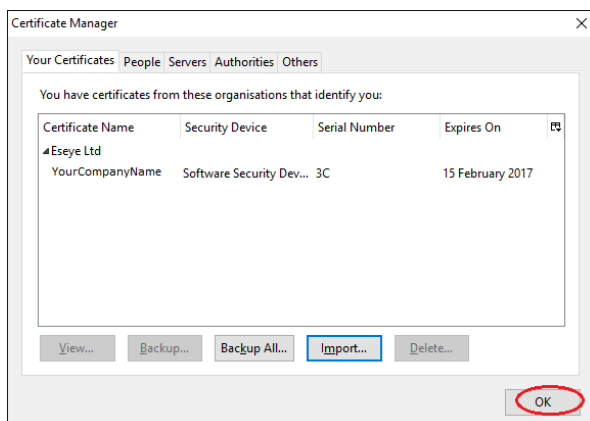 Certificate Manager
Your Certificates People Servers Authorities Others
You have certificates from these organisations that identify you:
Certificate Name Security Device Serial Number Expires On
Eseye Ltd
YourCompanyName Software Security Dev... 3C 15 February 2017
View... Backup... Backup All... Import... Delete...
OK